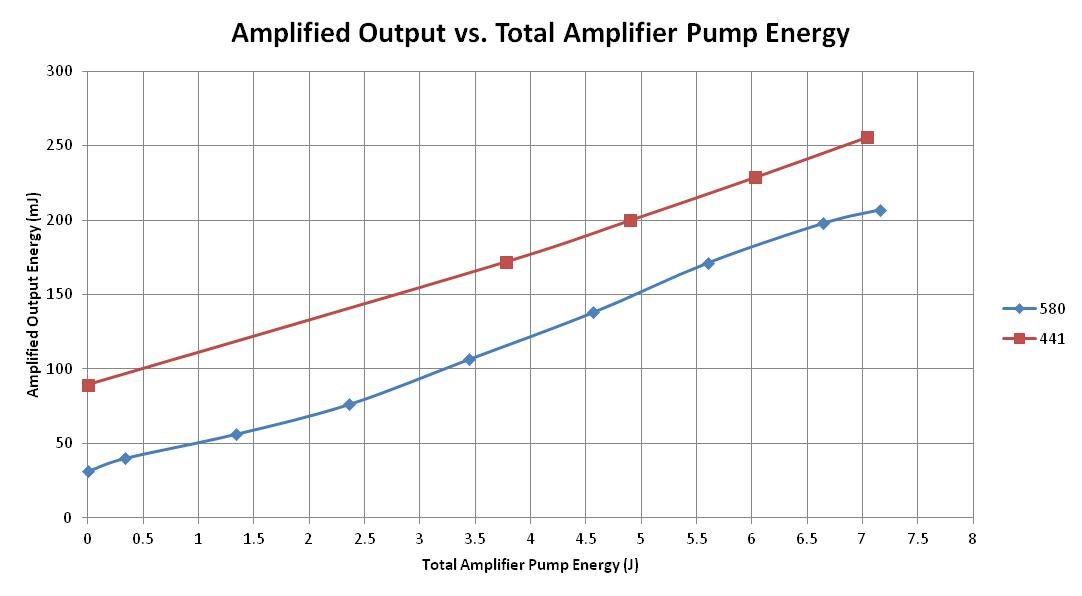 Amplified Output vs. Total Amplifier Pump Energy
300
250
200
150
100
50
0
Amplified Output Energy (mJ)
0 0.5 1 1.5 2 2.5 3 3.5 4 4.5 5 5.5 6 6.5 7 7.5 8
Total Amplifier Pump Energy (J)
580
441